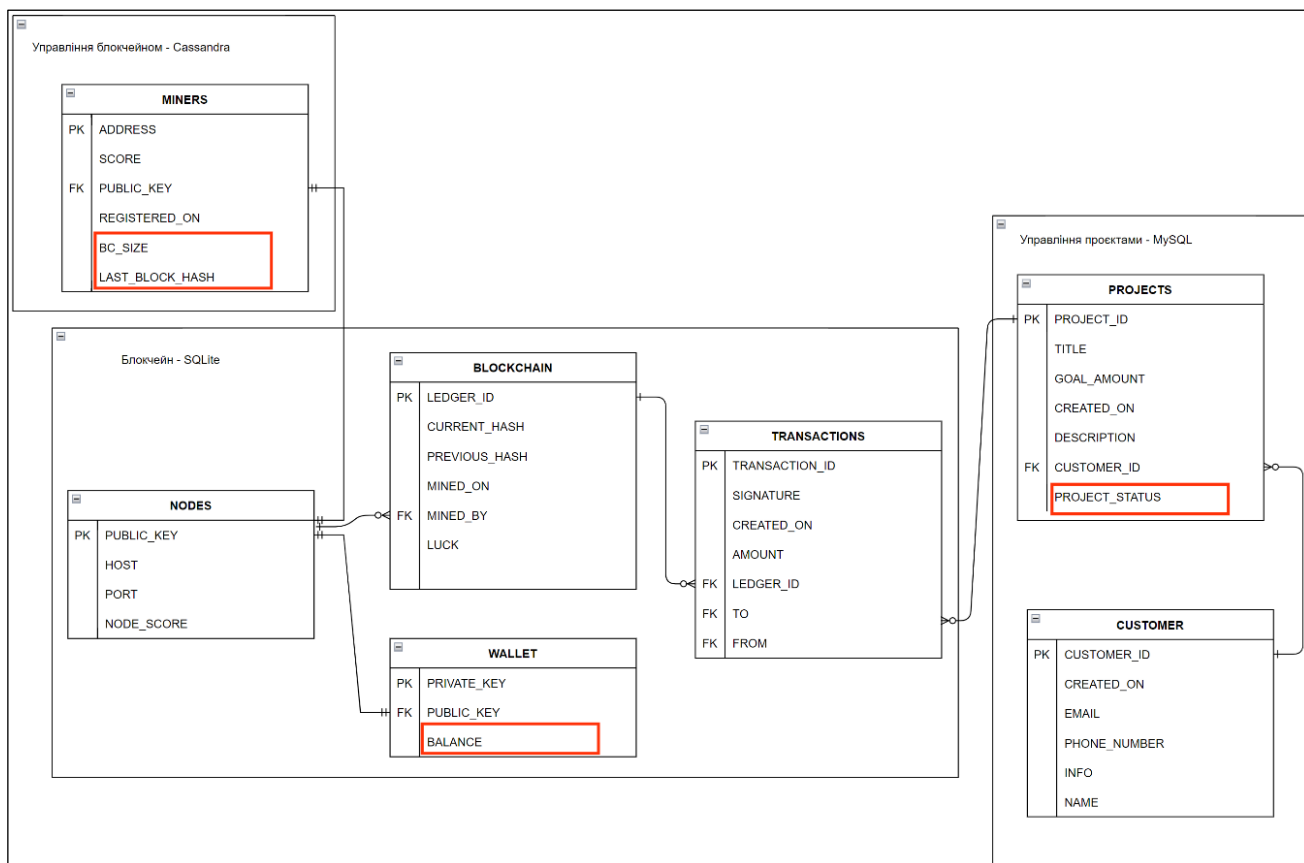 Управління блокчейном - Cassandra
MINERS
PK ADDRESS
SCORE
FK PUBLIC_KEY
REGISTERED_ON
BC_SIZE
LAST_BLOCK_HASH
Блокчейн - SQLite
NODES
PK PUBLIC_KEY
HOST
PORT
NODE_SCORE
BLOCKCHAIN
PK LEDGER_ID
CURRENT_HASH
PREVIOUS_HASH
MINED_ON
FK MINED_BY
LUCK
WALLET
PK PRIVATE_KEY
FK PUBLIC_KEY
BALANCE
TRANSACTIONS
PK TRANSACTION_ID
SIGNATURE
CREATED_ON
AMOUNT
FK LEDGER_ID
FK TO
FK FROM
Управління проєктами - MySQL
PROJECTS
PK PROJECT_ID
TITLE
GOAL_AMOUNT
CREATED_ON
DESCRIPTION
FK CUSTOMER_ID
PROJECT_STATUS
CUSTOMER
PK CUSTOMER_ID
CREATED_ON
EMAIL
PHONE_NUMBER
INFO
NAME